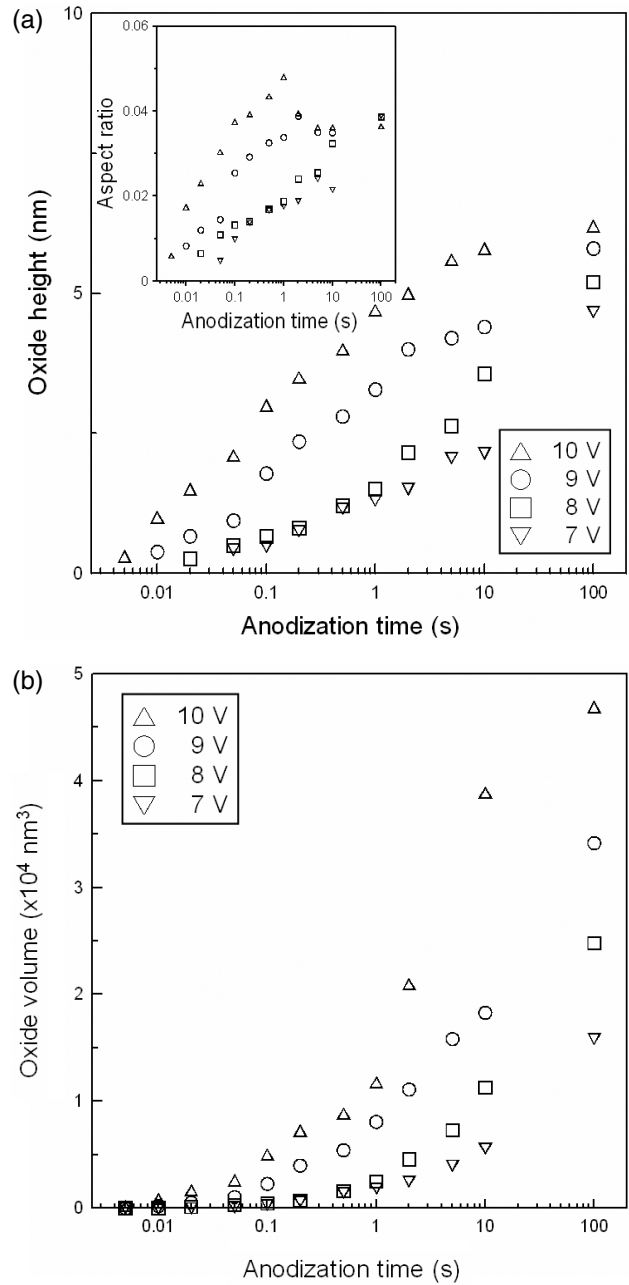 (a)
10
5
0
Oxide height (nm)
0.01 0.1 1 10 100
Anodization time (s)
0.06
0.04
0.02
0
Aspect ratio
0.01 0.1 1 10 100
Anodization time (s)
10 V
9 V
8 V
7 V
(b)
5
4
3
2
1
0
Oxide volume (x10⁴ nm³)
10 V
9 V
8 V
7 V
0.01 0.1 1 10 100
Anodization time (s)